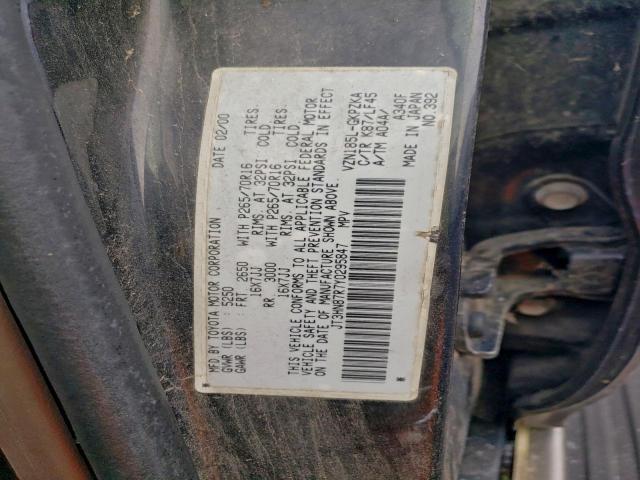 MFD BY TOYOTA MOTOR CORPORATION DATE 02/00
GVWR (LBS) : 5250
GAWR (LBS) : FRT 2650 WITH P265/70R16 TIRES.
16X7JJ RIMS. AT 32PSI COLD.
RR 3000 WITH P265/70R16 TIRES.
16X7JJ RIMS. AT 32PSI COLD.
THIS VEHICLE CONFORMS TO ALL APPLICABLE FEDERAL MOTOR
VEHICLE SAFETY AND THEFT PREVENTION STANDARDS IN EFFECT
ON THE DATE OF MANUFACTURE SHOWN ABOVE.
JT3HN87R7Y0295847 MPV
VZN185L-GKPZKA
C/TR K87/LF45
A/TM A04A/ A340F
MADE IN JAPAN
NO.392